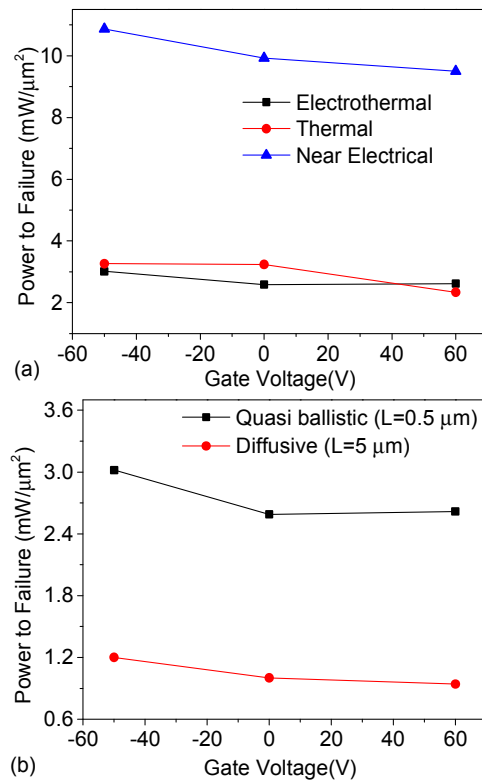 10
8
6
4
2
Power to Failure (mW/μm²)
Electrothermal
Thermal
Near Electrical
-60 -40 -20 0 20 40 60
Gate Voltage(V)
(a)
3.6
3.0
2.4
1.8
1.2
0.6
Power to Failure (mW/μm²)
Quasi ballistic (L=0.5 μm)
Diffusive (L=5 μm)
-60 -40 -20 0 20 40 60
Gate Voltage(V)
(b)